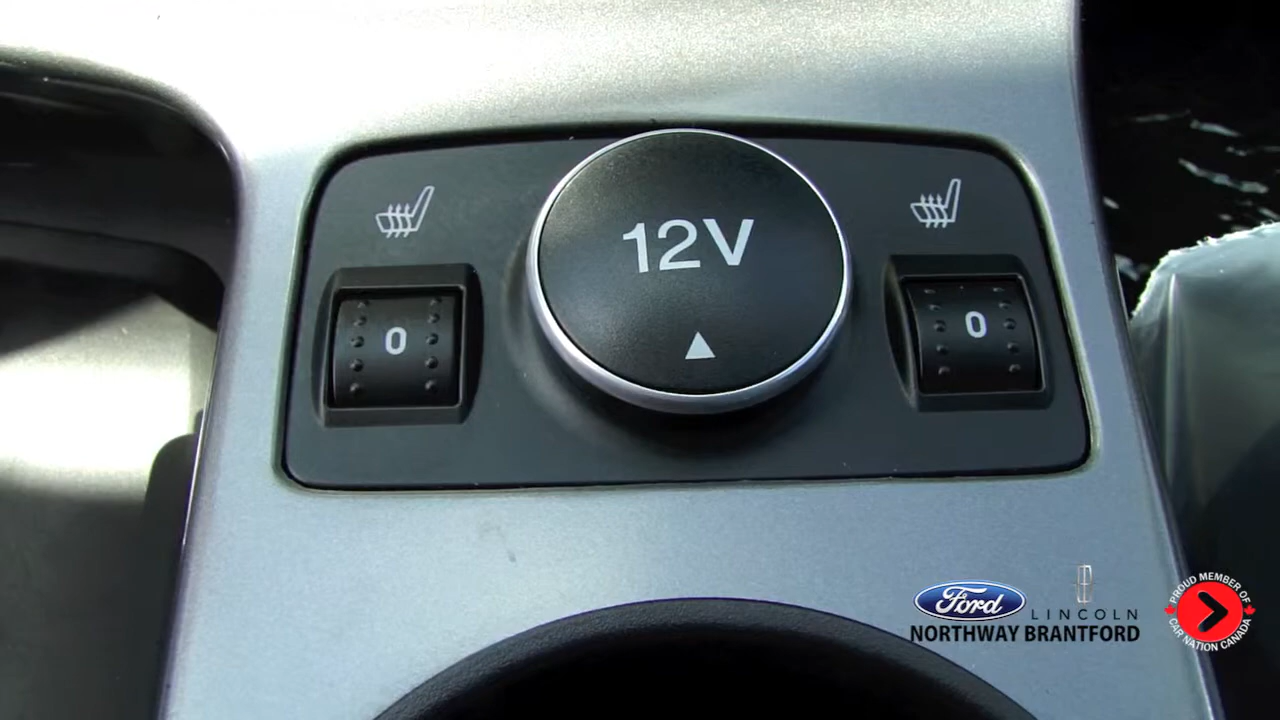 12V
0
0
Ford
LINCOLN
NORTHWAY BRANTFORD
PROUD MEMBER OF
CAR NATION CANADA